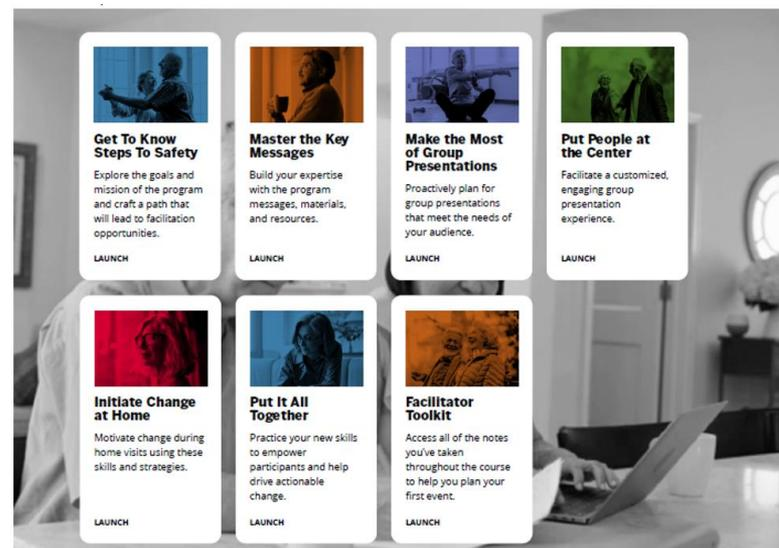 Get To Know
Steps To Safety
Explore the goals and
mission of the program
and craft a path that
will lead to facilitation
opportunities.
LAUNCH
Master the Key
Messages
Build your expertise
with the program
messages, materials,
and resources.
LAUNCH
Make the Most
of Group
Presentations
Proactively plan for
group presentations
that meet the needs of
your audience.
LAUNCH
Put People at
the Center
Facilitate a customized,
engaging group
presentation
experience.
LAUNCH
Initiate Change
at Home
Motivate change during
home visits using these
skills and strategies.
LAUNCH
Put It All
Together
Practice your new skills
to empower
participants and help
drive actionable
change.
LAUNCH
Facilitator
Toolkit
Access all of the notes
you've taken
throughout the course
to help you plan your
first event.
LAUNCH